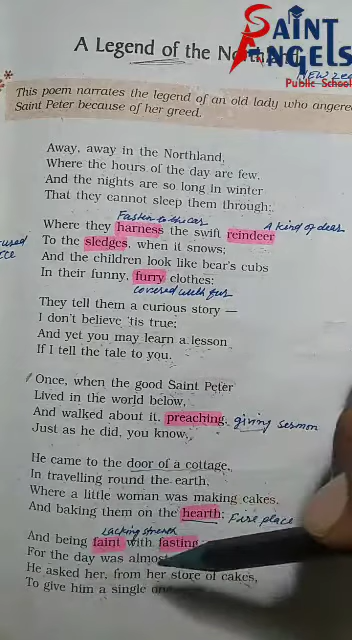 SAINT
ANGELS
Public School
A Legend of the North
This poem narrates the legend of an old lady who angere
Saint Peter because of her greed.
Away, away in the Northland,
Where the hours of the day are few,
And the nights are so long in winter
That they cannot sleep them through;
Fasten to the car
A kind of deer
Where they harness the swift reindeer
To the sledges, when it snows;
And the children look like bear's cubs
In their funny, furry clothes:
covered with fur
They tell them a curious story —
I don't believe 'tis true;
And yet you may learn a lesson
If I tell the tale to you.
Once, when the good Saint Peter
Lived in the world below,
And walked about it, preaching, giving sermon
Just as he did, you know,
He came to the door of a cottage,
In travelling round the earth,
Where a little woman was making cakes,
And baking them on the hearth; Fire place
And being faint with fasting
For the day was almost
He asked her, from her store of cakes,
To give him a single